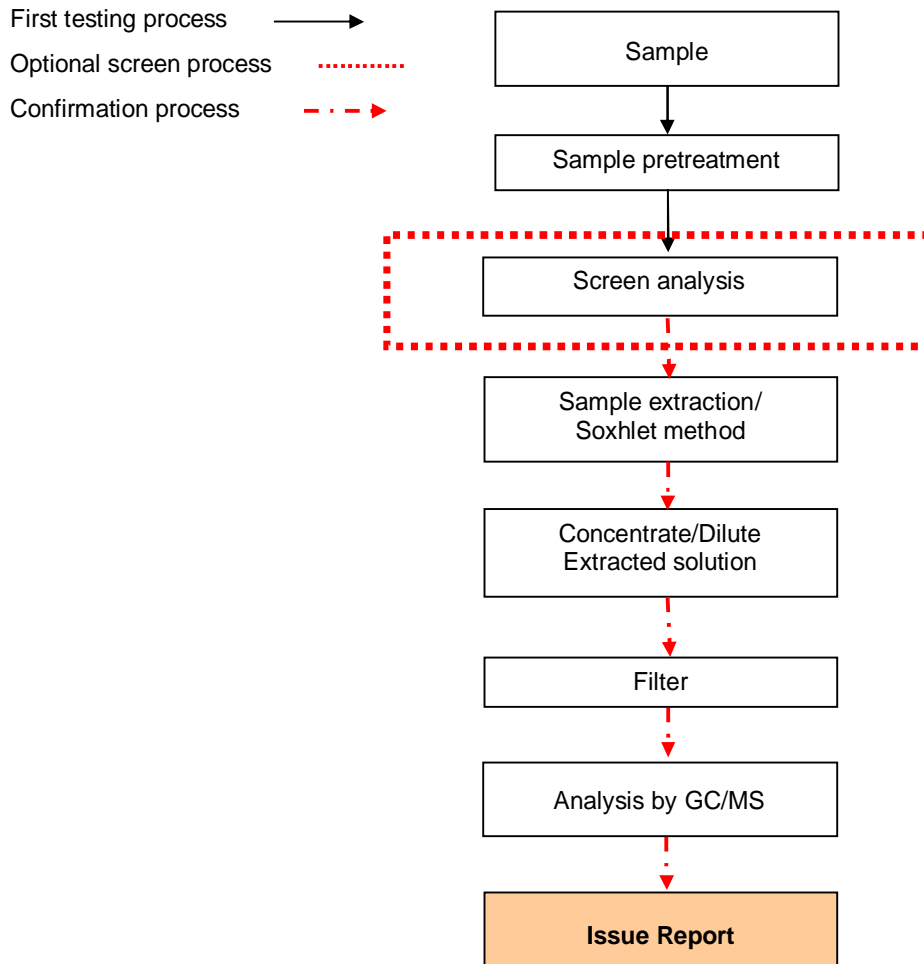 First testing process
Optional screen process
Confirmation process
Sample
Sample pretreatment
Screen analysis
Sample extraction/
Soxhlet method
Concentrate/Dilute
Extracted solution
Filter
Analysis by GC/MS
Issue Report